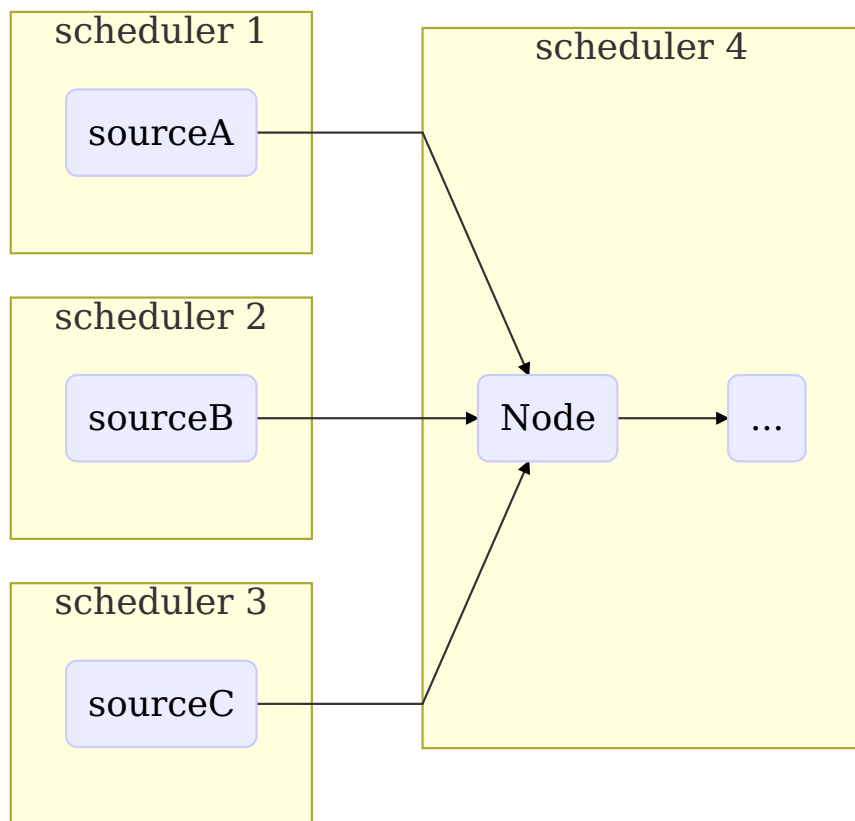 scheduler 1
sourceA
scheduler 2
sourceB
scheduler 3
sourceC
scheduler 4
Node
...